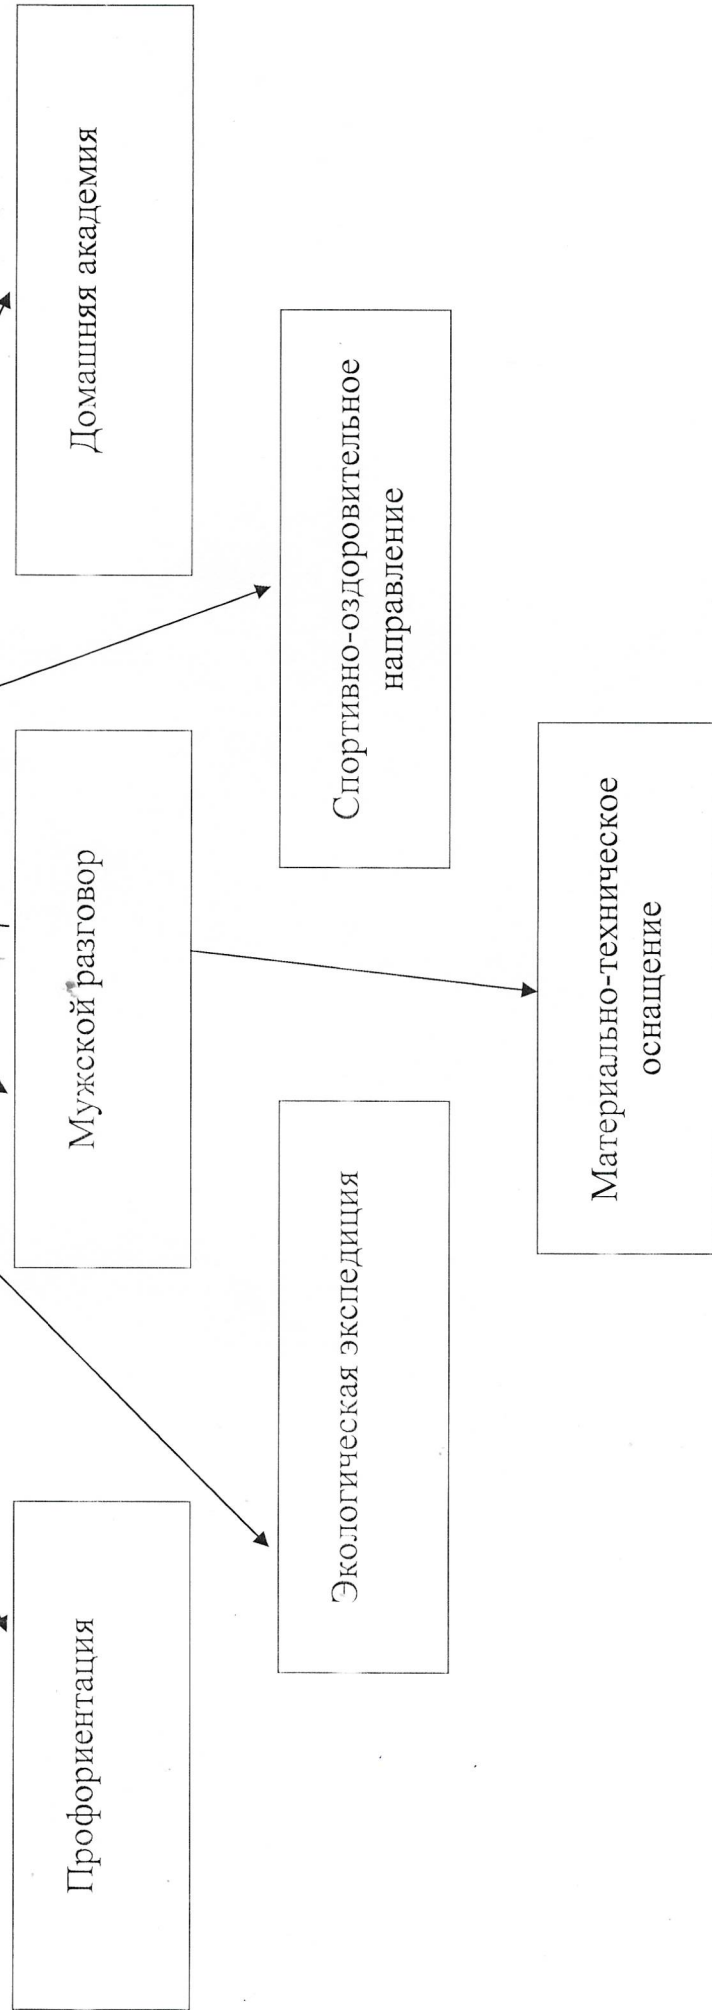 Профориентация
Мужской разговор
Домашняя академия
Экологическая экспедиция
Спортивно-оздоровительное
направление
Материально-техническое
оснащение